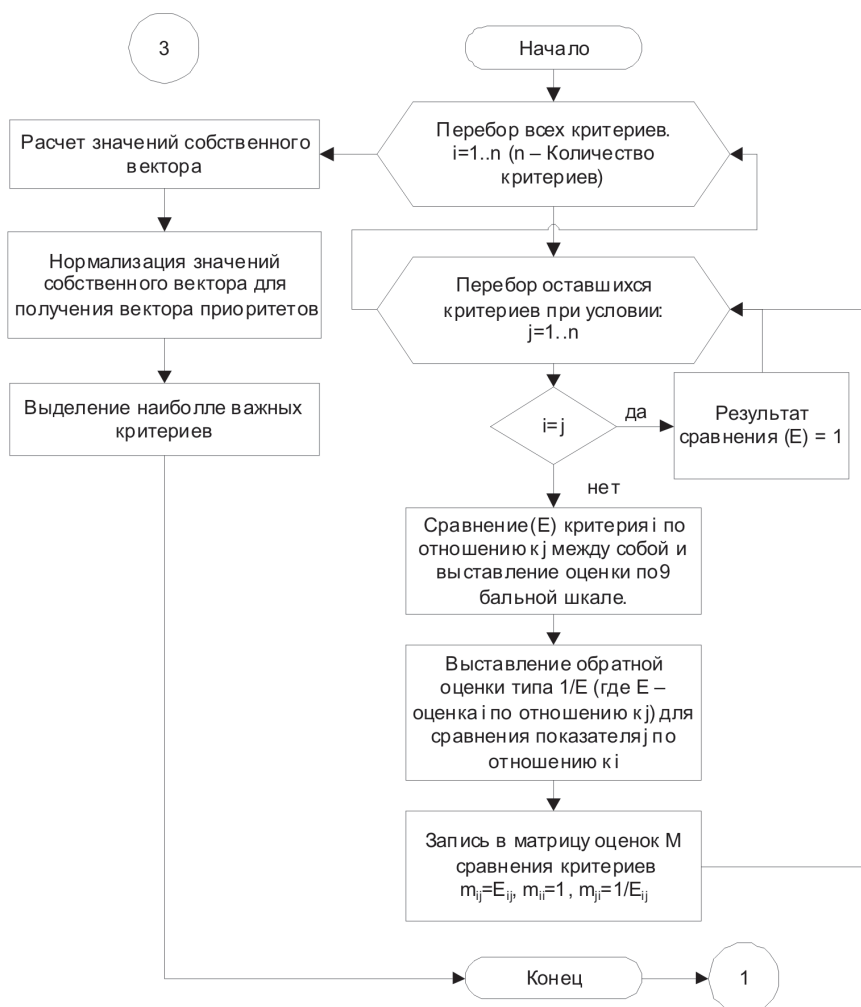 3
Начало
Перебор всех критериев.
i=1..n (n – Количество
критериев)
Расчет значений собственного
вектора
Нормализация значений
собственного вектора для
получения вектора приоритетов
Выделение наиболле важных
критериев
Перебор оставшихся
критериев при условии:
j=1..n
i=j
да
Результат
сравнения (E) = 1
нет
Сравнение(E) критерия i по
отношению к j между собой и
выставление оценки по 9
бальной шкале.
Выставление обратной
оценки типа 1/E (где E –
оценка i по отношению к j) для
сравнения показателя j по
отношению к i
Запись в матрицу оценок M
сравнения критериев
mij=Eij, mii=1 , mji=1/Eij
Конец
1